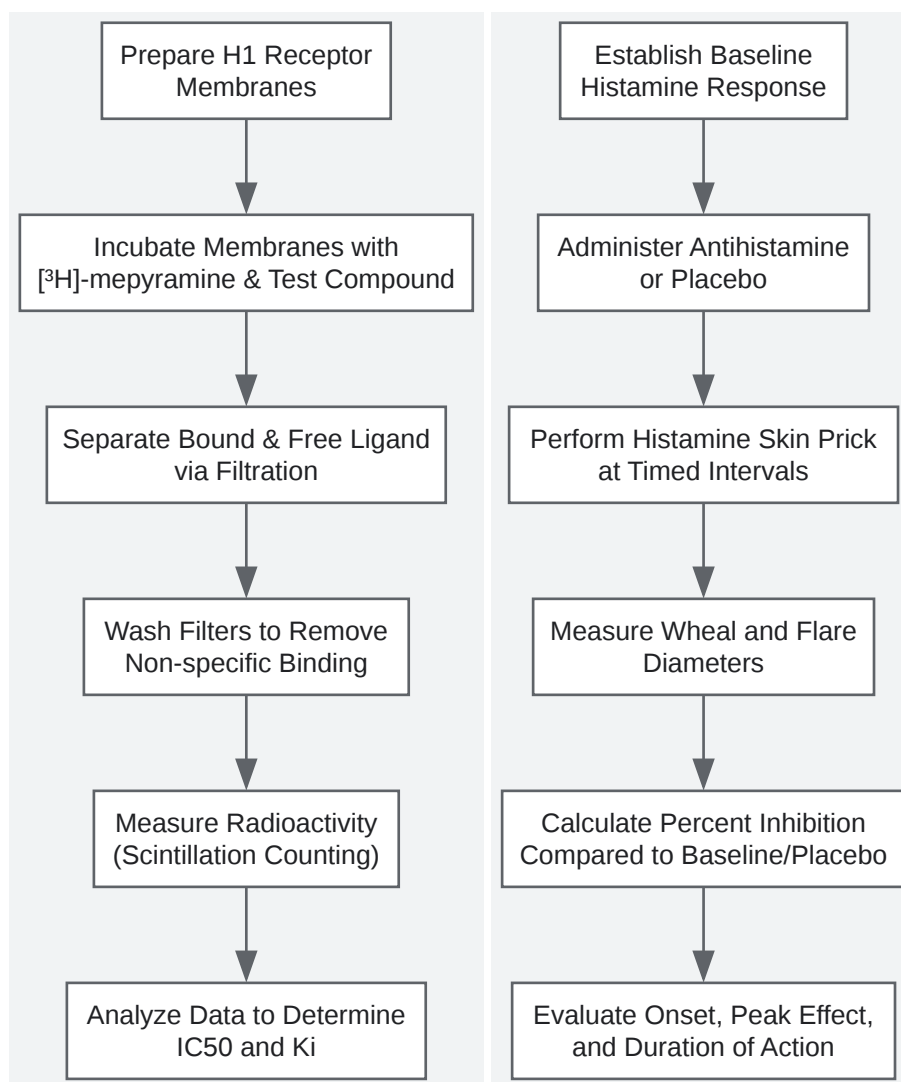 Prepare H1 Receptor
Membranes
Incubate Membranes with
[³H]-mepyramine & Test Compound
Separate Bound & Free Ligand
via Filtration
Wash Filters to Remove
Non-specific Binding
Measure Radioactivity
(Scintillation Counting)
Analyze Data to Determine
IC50 and Ki
Establish Baseline
Histamine Response
Administer Antihistamine
or Placebo
Perform Histamine Skin Prick
at Timed Intervals
Measure Wheal and Flare
Diameters
Calculate Percent Inhibition
Compared to Baseline/Placebo
Evaluate Onset, Peak Effect,
and Duration of Action